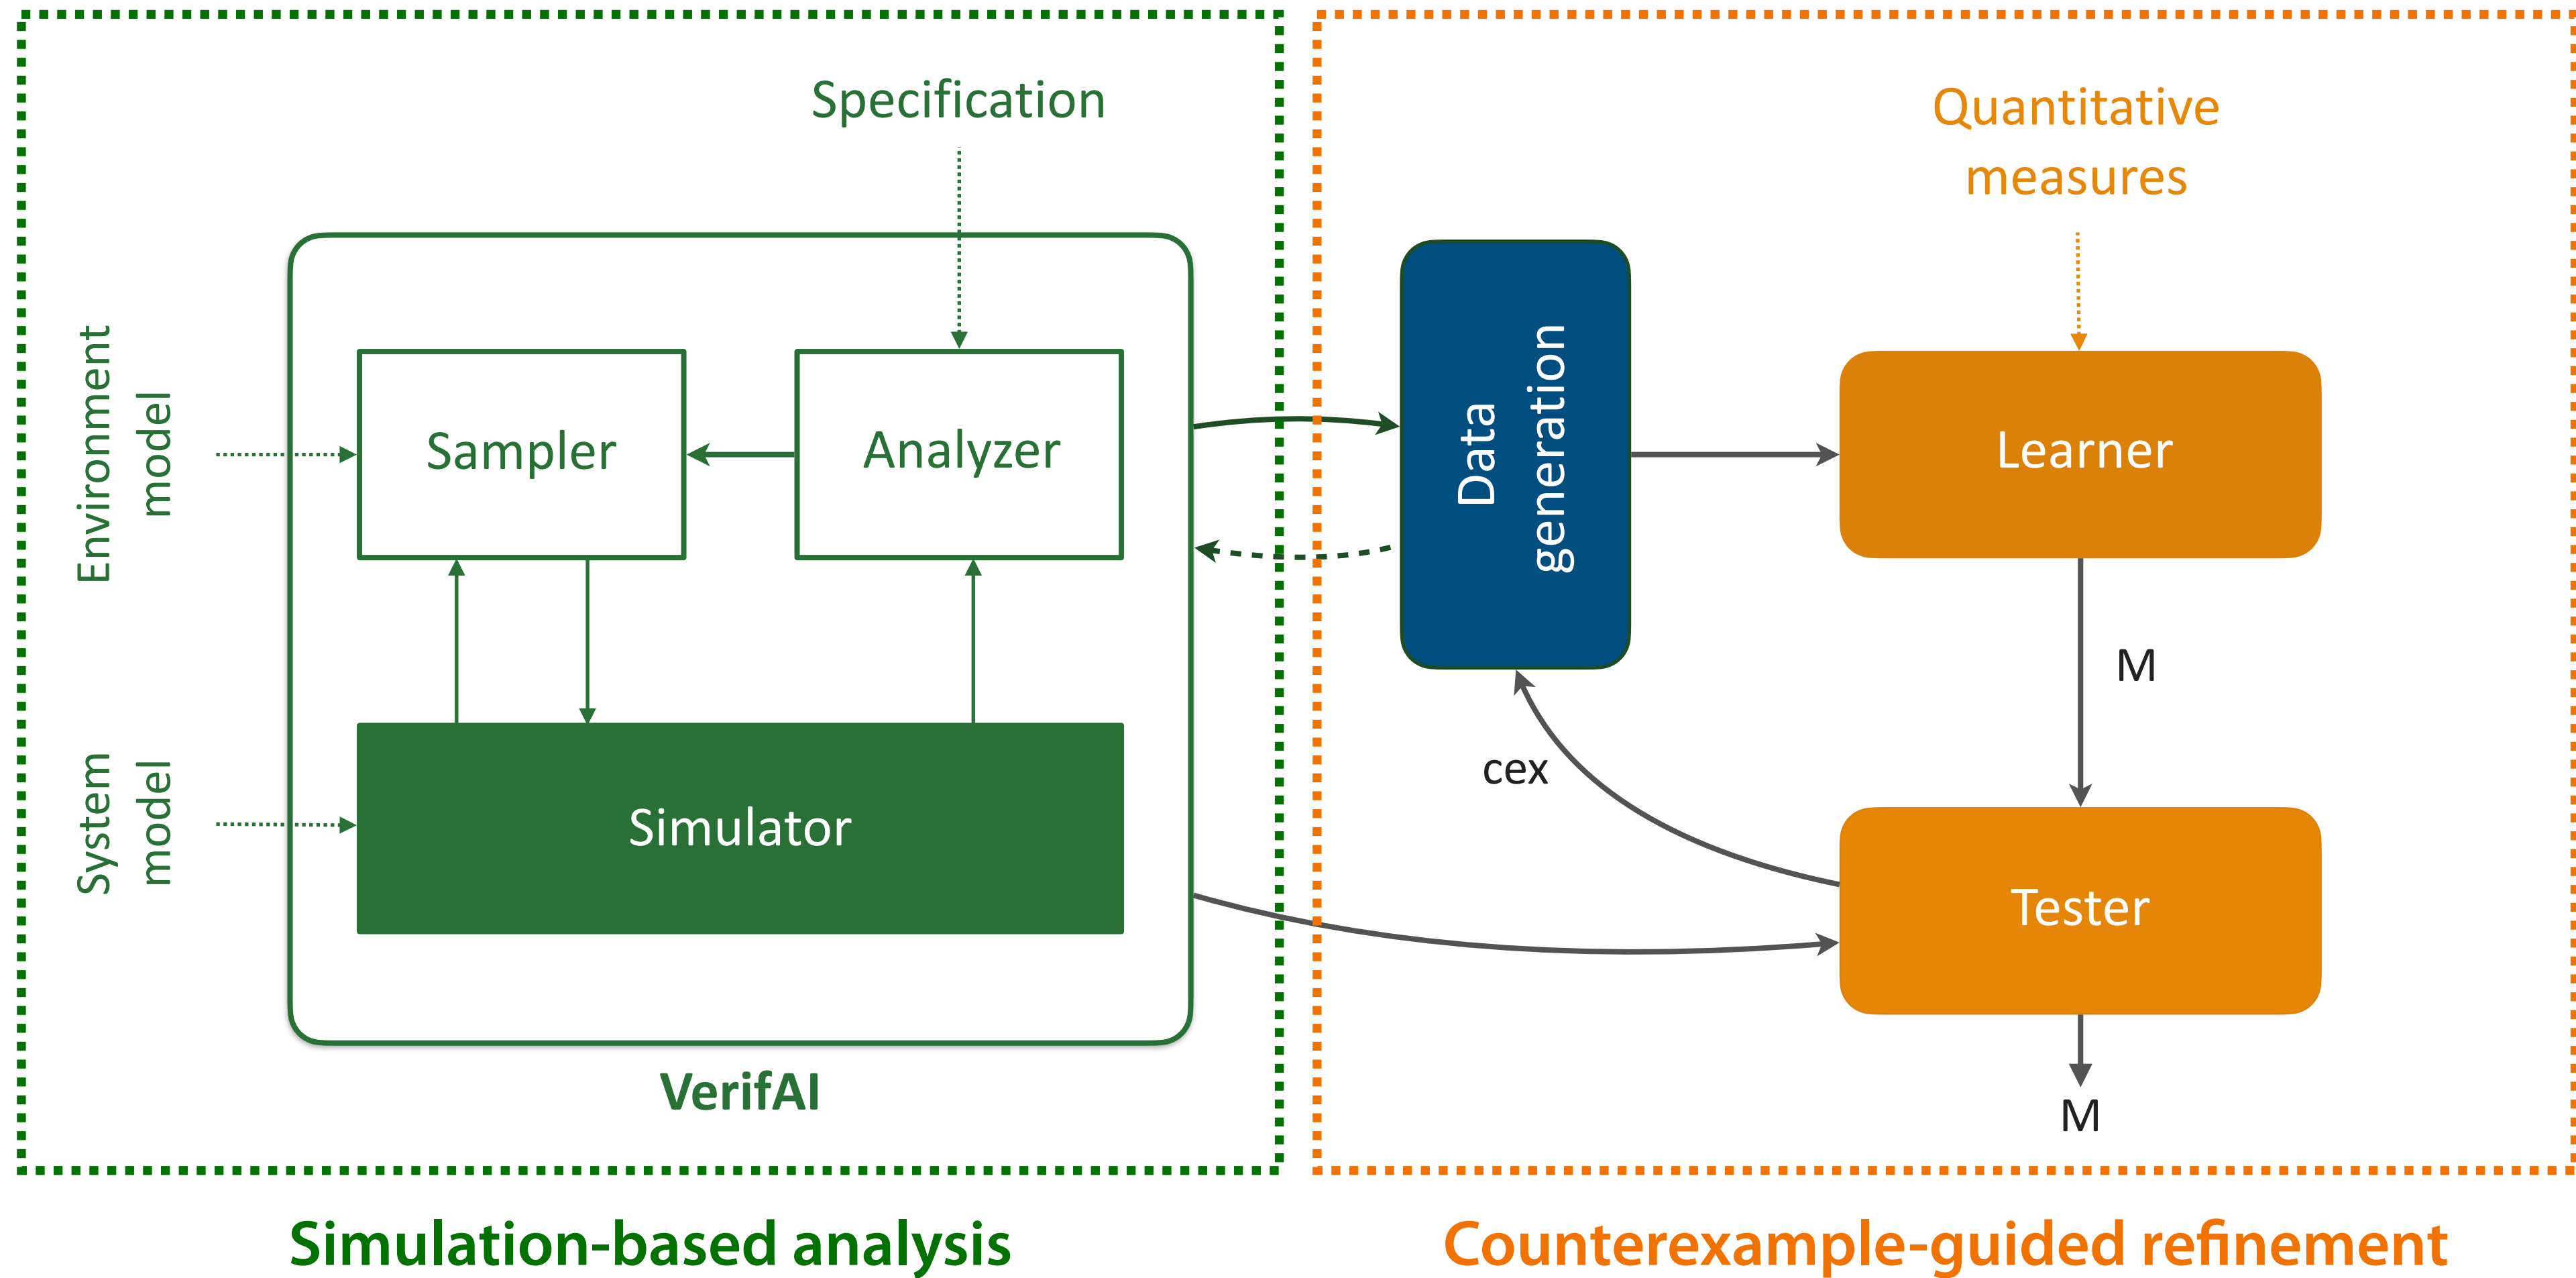 Specification
Quantitative
measures
Environment
model
Sampler
Analyzer
Data
generation
Learner
M
System
model
Simulator
cex
Tester
VerifAI
M
Simulation-based analysis
Counterexample-guided refinement